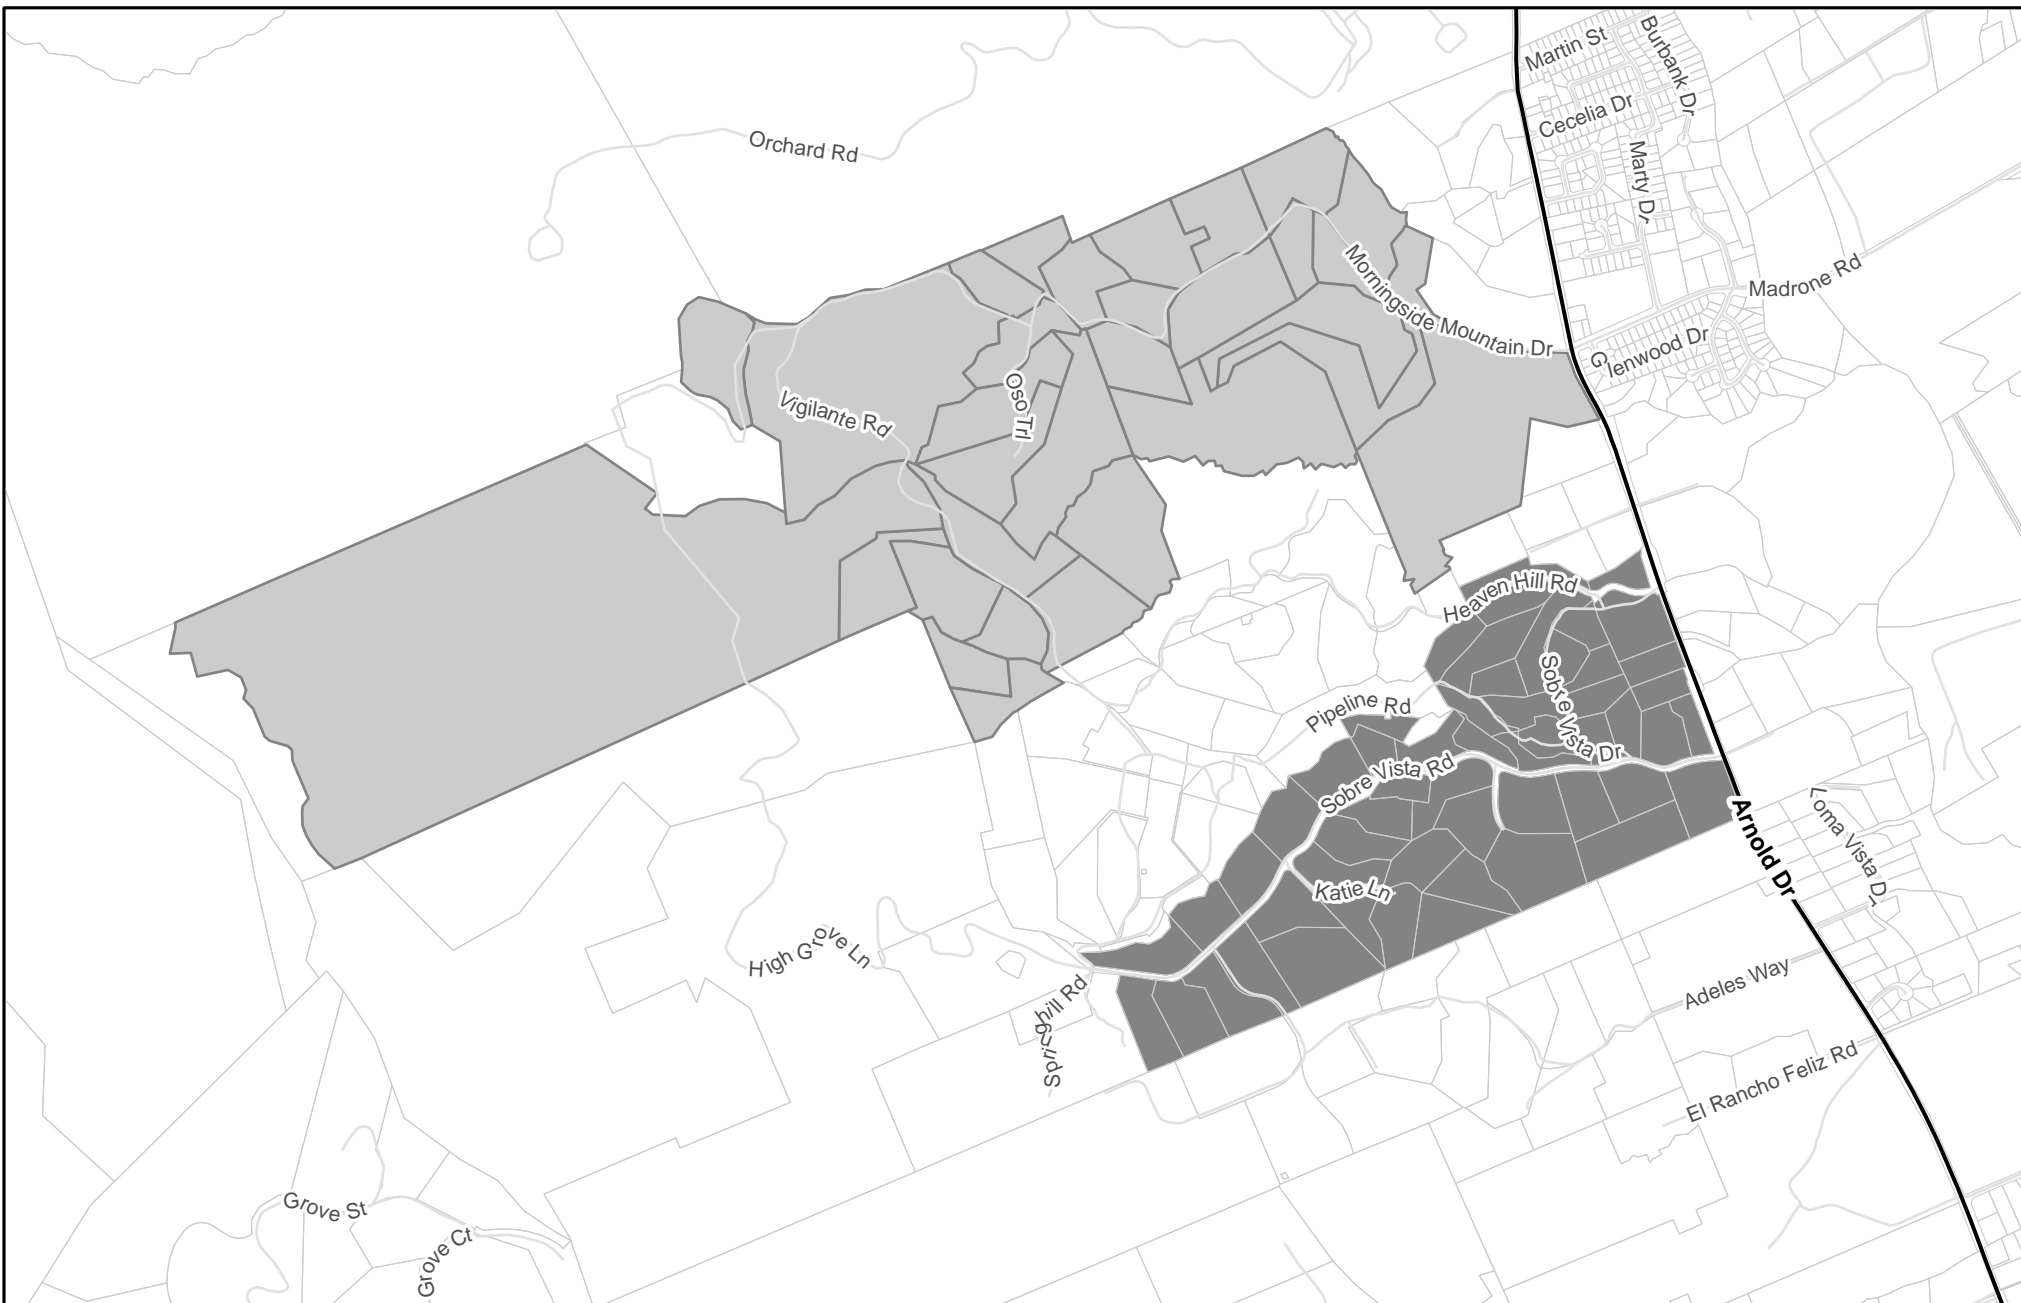 Martin St
Burbank Dr
Cecelia Dr
Orchard Rd
Marty Dr
Madrone Rd
Morningside Mountain Dr
Glenwood Dr
Oso Trl
Vigilante Rd
Heaven Hill Rd
Sobre Vista Dr
Pipeline Rd
Sobre Vista Rd
Arnold Dr
Loma Vista Dr
Katie Ln
High Grove Ln
Adeles Way
Springhill Rd
El Rancho Feliz Rd
Grove St
Grove Ct